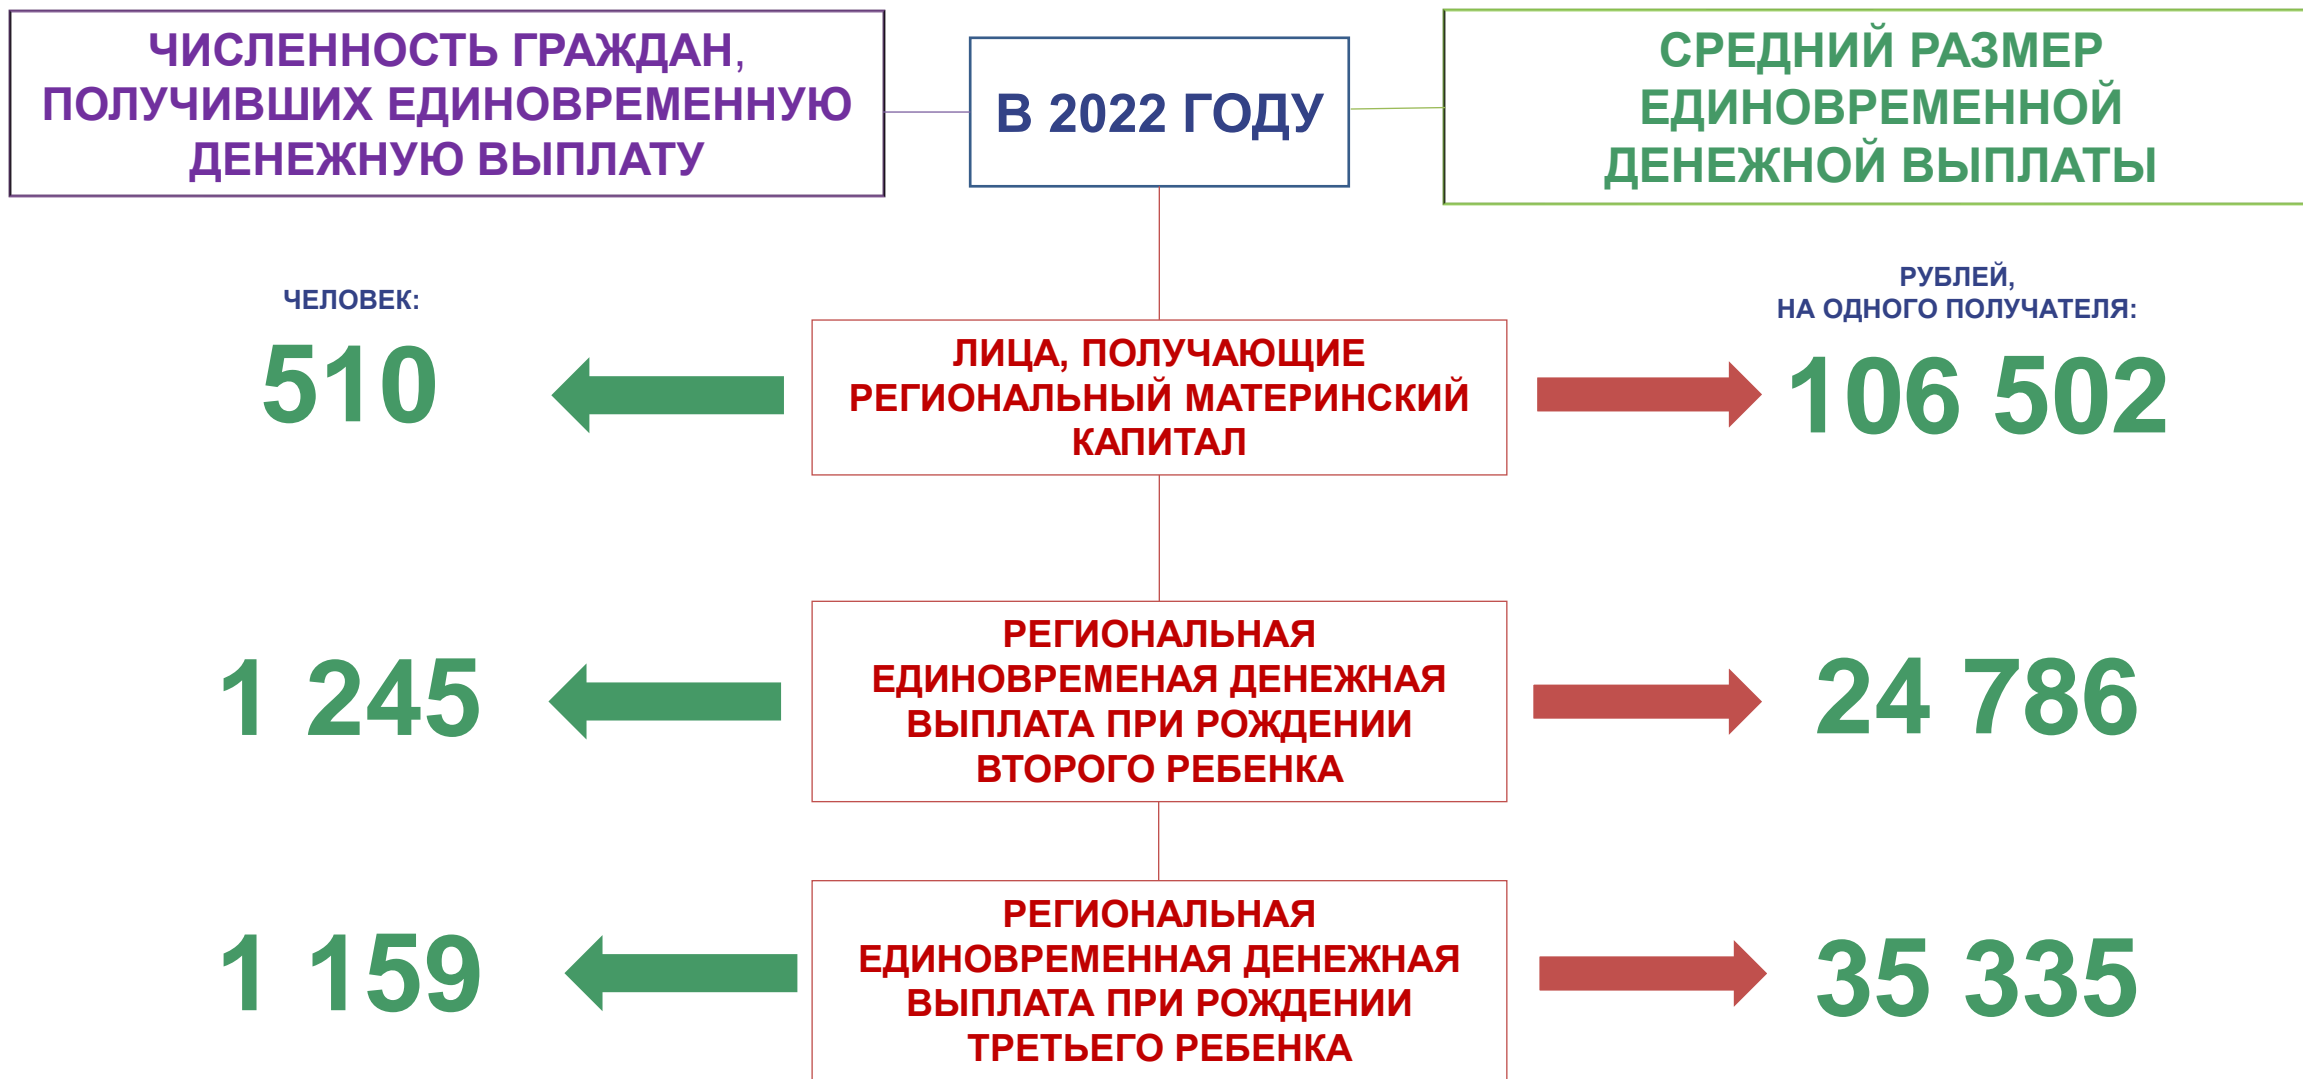 ЧИСЛЕННОСТЬ ГРАЖДАН,
ПОЛУЧИВШИХ ЕДИНОВРЕМЕННУЮ
ДЕНЕЖНУЮ ВЫПЛАТУ
В 2022 ГОДУ
СРЕДНИЙ РАЗМЕР
ЕДИНОВРЕМЕННОЙ
ДЕНЕЖНОЙ ВЫПЛАТЫ
ЧЕЛОВЕК:
РУБЛЕЙ,
НА ОДНОГО ПОЛУЧАТЕЛЯ:
510
ЛИЦА, ПОЛУЧАЮЩИЕ
РЕГИОНАЛЬНЫЙ МАТЕРИНСКИЙ
КАПИТАЛ
106 502
1 245
РЕГИОНАЛЬНАЯ
ЕДИНОВРЕМЕНАЯ ДЕНЕЖНАЯ
ВЫПЛАТА ПРИ РОЖДЕНИИ
ВТОРОГО РЕБЕНКА
24 786
1 159
РЕГИОНАЛЬНАЯ
ЕДИНОВРЕМЕННАЯ ДЕНЕЖНАЯ
ВЫПЛАТА ПРИ РОЖДЕНИИ
ТРЕТЬЕГО РЕБЕНКА
35 335